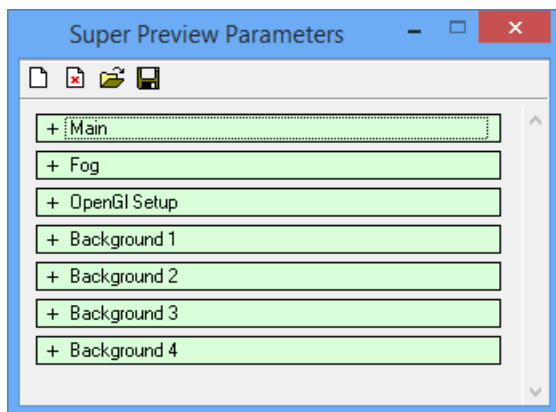 Super Preview Parameters
+ Main
+ Fog
+ OpenGl Setup
+ Background 1
+ Background 2
+ Background 3
+ Background 4